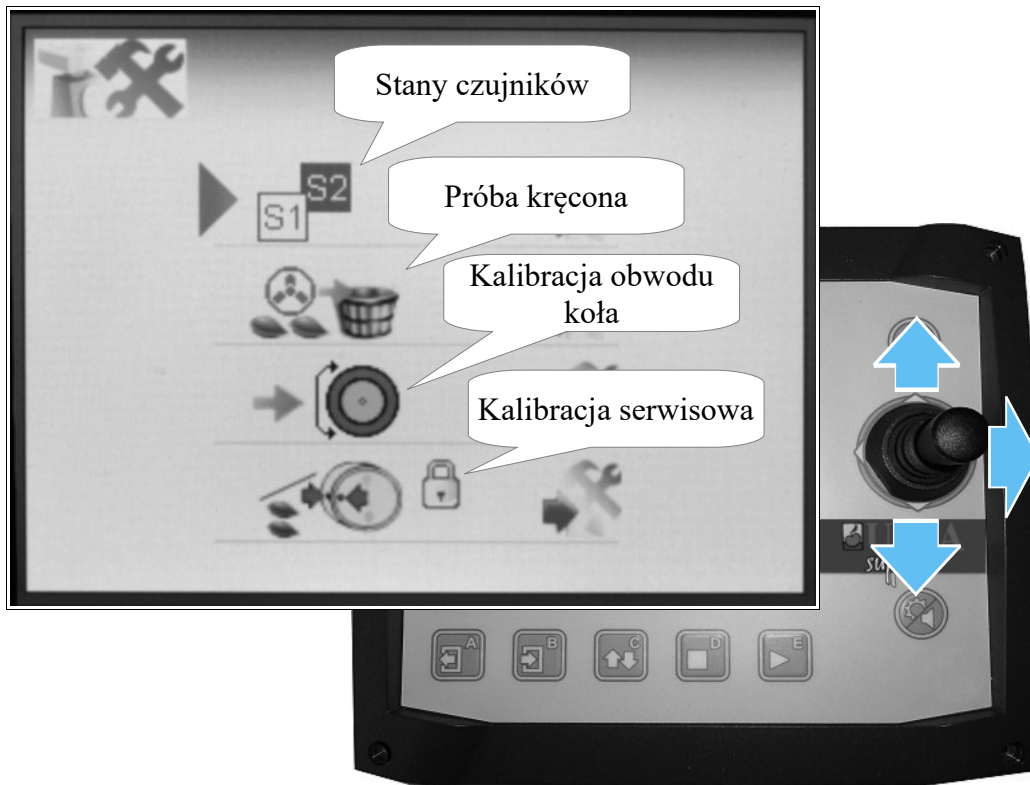 Stany czujników
S2
S1
Próba kręcona
Kalibracja obwodu
koła
Kalibracja serwisowa
A
B
C
D
E